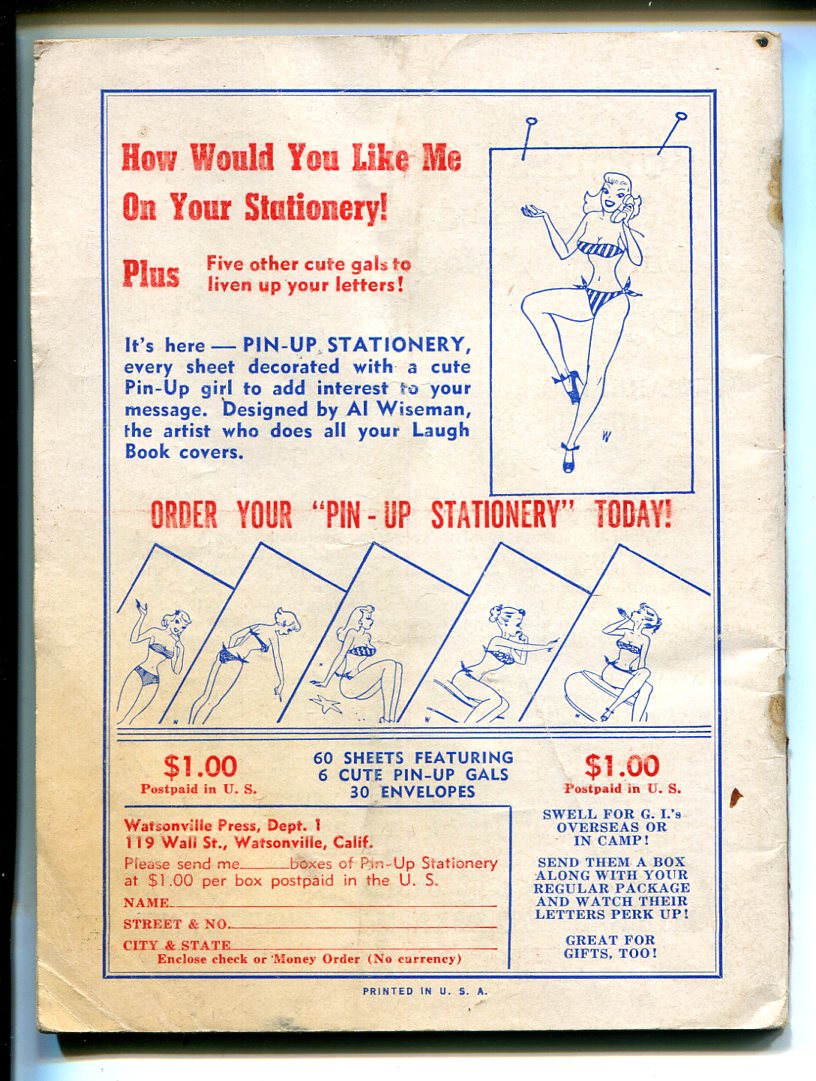 How Would You Like Me
On Your Stationery!
Plus
Five other cute gals to
liven up your letters!
It's here — PIN-UP STATIONERY,
every sheet decorated with a cute
Pin-Up girl to add interest to your
message. Designed by Al Wiseman,
the artist who does all your Laugh
Book covers.
W
ORDER YOUR "PIN-UP STATIONERY" TODAY!
$1.00
Postpaid in U. S.
60 SHEETS FEATURING
6 CUTE PIN-UP GALS
30 ENVELOPES
$1.00
Postpaid in U. S.
Watsonville Press, Dept. 1
119 Wall St., Watsonville, Calif.
Please send me______boxes of Pin-Up Stationery
at $1.00 per box postpaid in the U. S.
NAME
STREET & NO.
CITY & STATE
Enclose check or Money Order (No currency)
SWELL FOR G. I.'s
OVERSEAS OR
IN CAMP!
SEND THEM A BOX
ALONG WITH YOUR
REGULAR PACKAGE
AND WATCH THEIR
LETTERS PERK UP!
GREAT FOR
GIFTS, TOO!
PRINTED IN U. S. A.